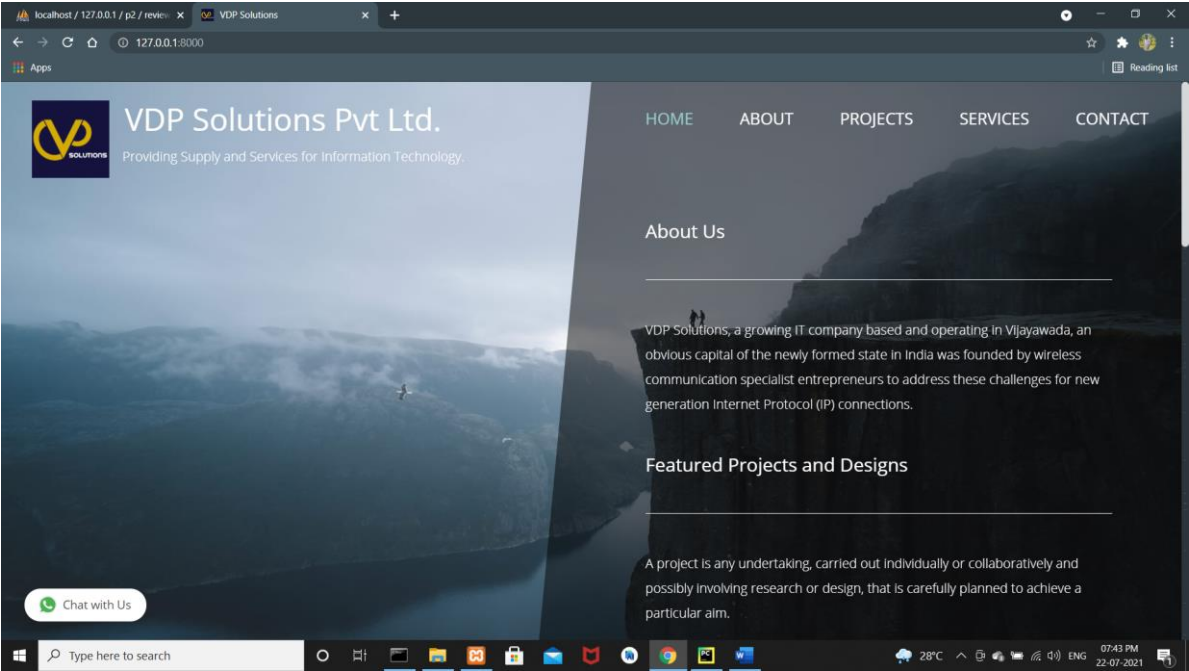 localhost / 127.0.0.1 / p2 / review
VDP Solutions
127.0.0.1:8000
Apps
Reading list
SOLUTIONS
VDP Solutions Pvt Ltd.
Providing Supply and Services for Information Technology.
HOME ABOUT PROJECTS SERVICES CONTACT
About Us
VDP Solutions, a growing IT company based and operating in Vijayawada, an
obvious capital of the newly formed state in India was founded by wireless
communication specialist entrepreneurs to address these challenges for new
generation Internet Protocol (IP) connections.
Featured Projects and Designs
A project is any undertaking, carried out individually or collaboratively and
possibly involving research or design, that is carefully planned to achieve a
particular aim.
Chat with Us
Type here to search
28°C
ENG
07:43 PM
22-07-2021